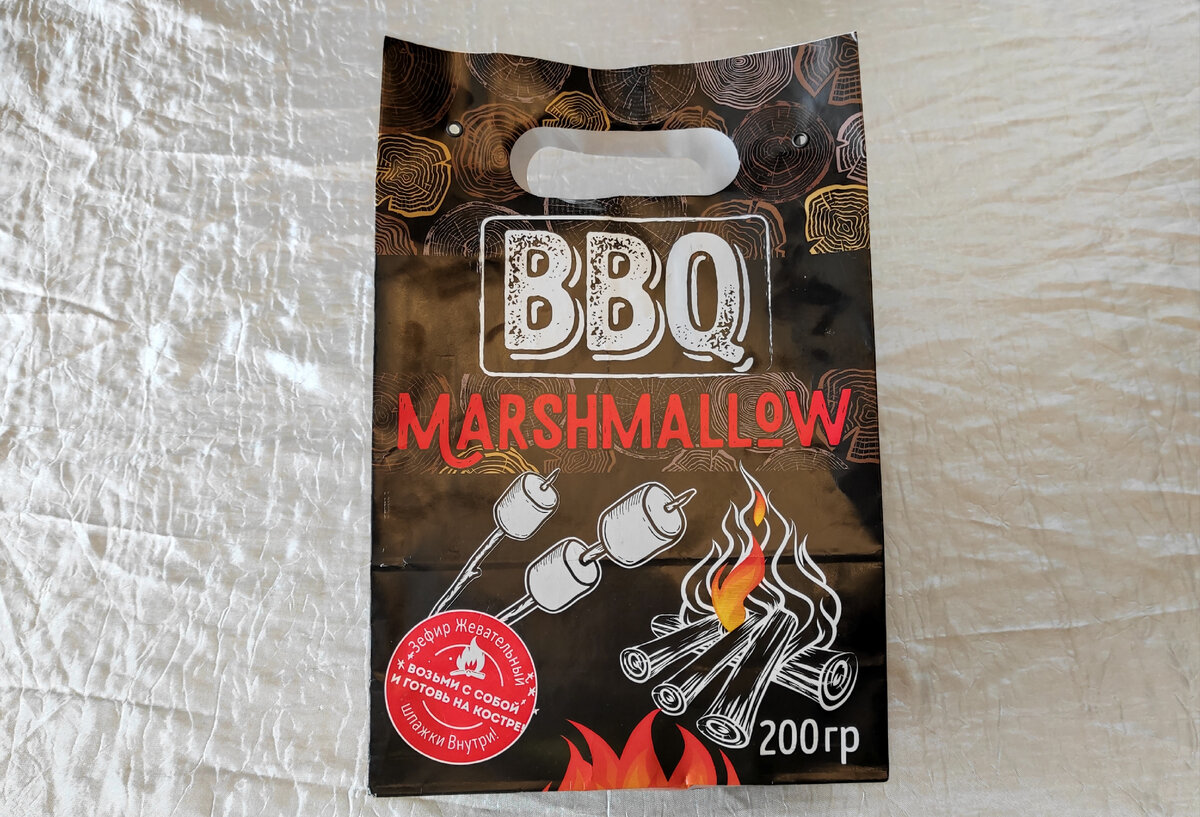 BBQ
MARSHMALLOW
Зефир Жевательный
ВОЗЬМИ С СОБОЙ
И ГОТОВЬ НА КОСТРЕ
шпажки Внутри!
200гр